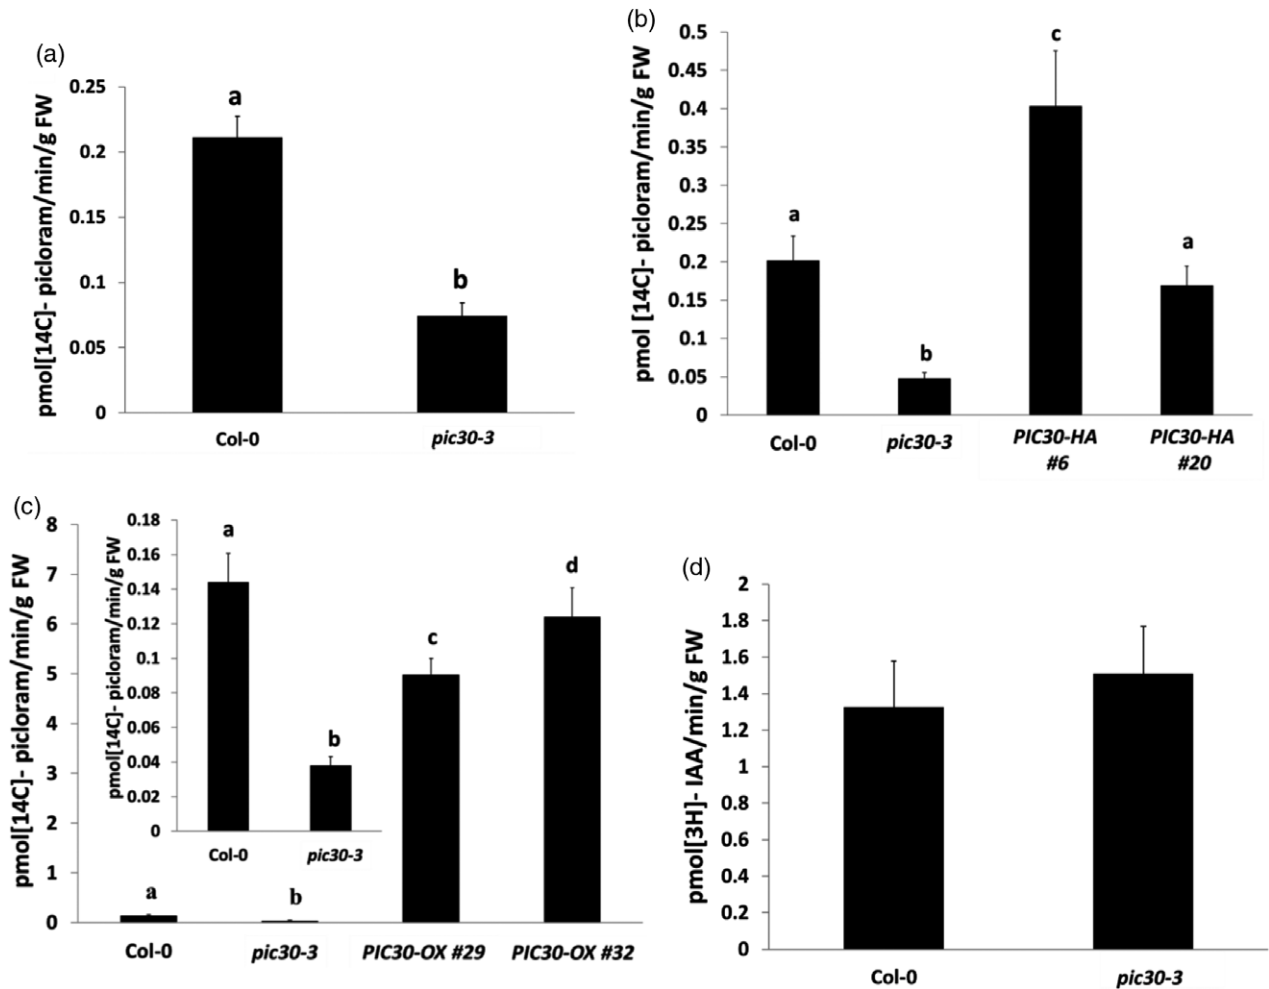 (a)
pmol[14C]- picloram/min/g FW
0.25
0.2
0.15
0.1
0.05
0
a
b
Col-0
pic30-3
(b)
pmol [14C]- picloram/min/g FW
0.5
0.45
0.4
0.35
0.3
0.25
0.2
0.15
0.1
0.05
0
a
b
c
a
Col-0
pic30-3
PIC30-HA
#6
PIC30-HA
#20
(c)
pmol[14C]- picloram/min/g FW
8
7
6
5
4
3
2
1
0
a
b
c
d
Col-0
pic30-3
PIC30-OX #29
PIC30-OX #32
pmol[14C]- picloram/min/g FW
0.18
0.16
0.14
0.12
0.1
0.08
0.06
0.04
0.02
0
a
b
Col-0
pic30-3
(d)
pmol[3H]- IAA/min/g FW
2
1.8
1.6
1.4
1.2
1
0.8
0.6
0.4
0.2
0
Col-0
pic30-3